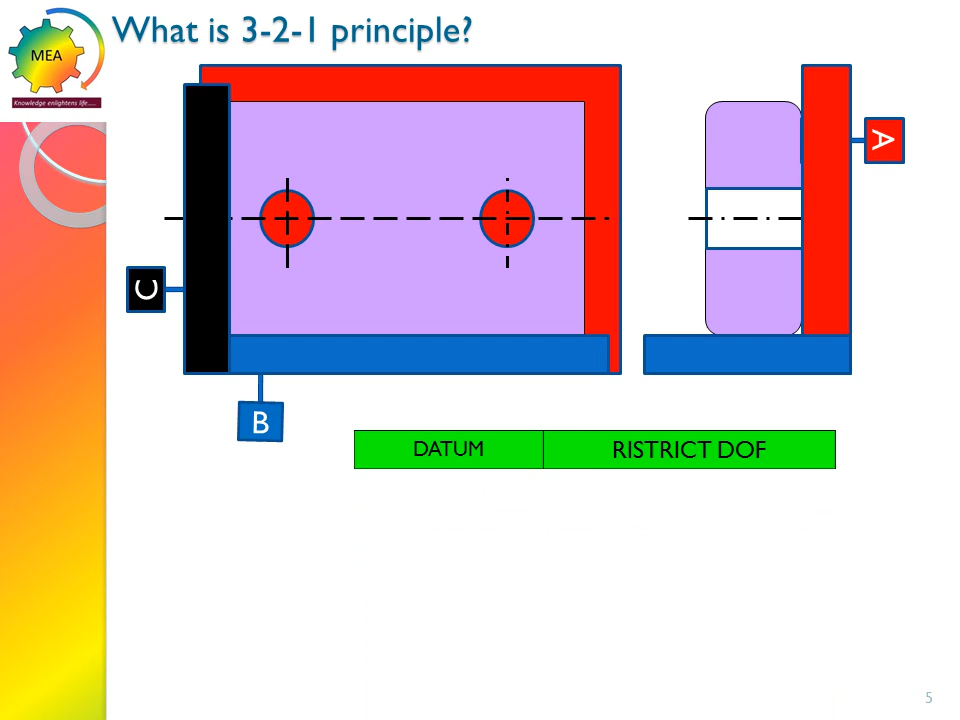 What is 3-2-1 principle?
MEA
Knowledge enlightens life.....
A
C
B
DATUM
RISTRICT DOF
5